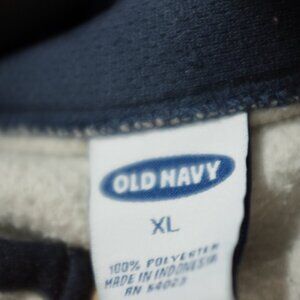 OLD NAVY
XL
100% POLYESTER
MADE IN INDONESIA
RN 54023